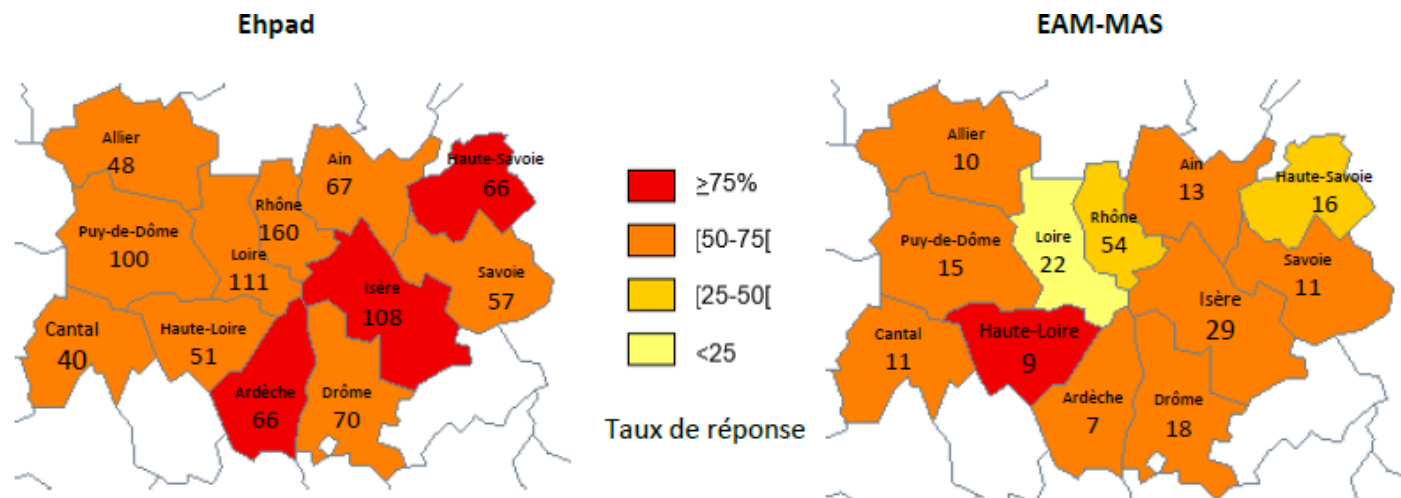 Ehpad
Allier
48
Ain
67
Haute-Savoie
66
Rhône
160
Puy-de-Dôme
100
Loire
111
Savoie
57
Isère
108
Cantal
40
Haute-Loire
51
Ardèche
66
Drôme
70
≥75%
[50-75[
[25-50[
<25
Taux de réponse
EAM-MAS
Allier
10
Ain
13
Haute-Savoie
16
Rhône
54
Puy-de-Dôme
15
Loire
22
Savoie
11
Isère
29
Cantal
11
Haute-Loire
9
Ardèche
7
Drôme
18